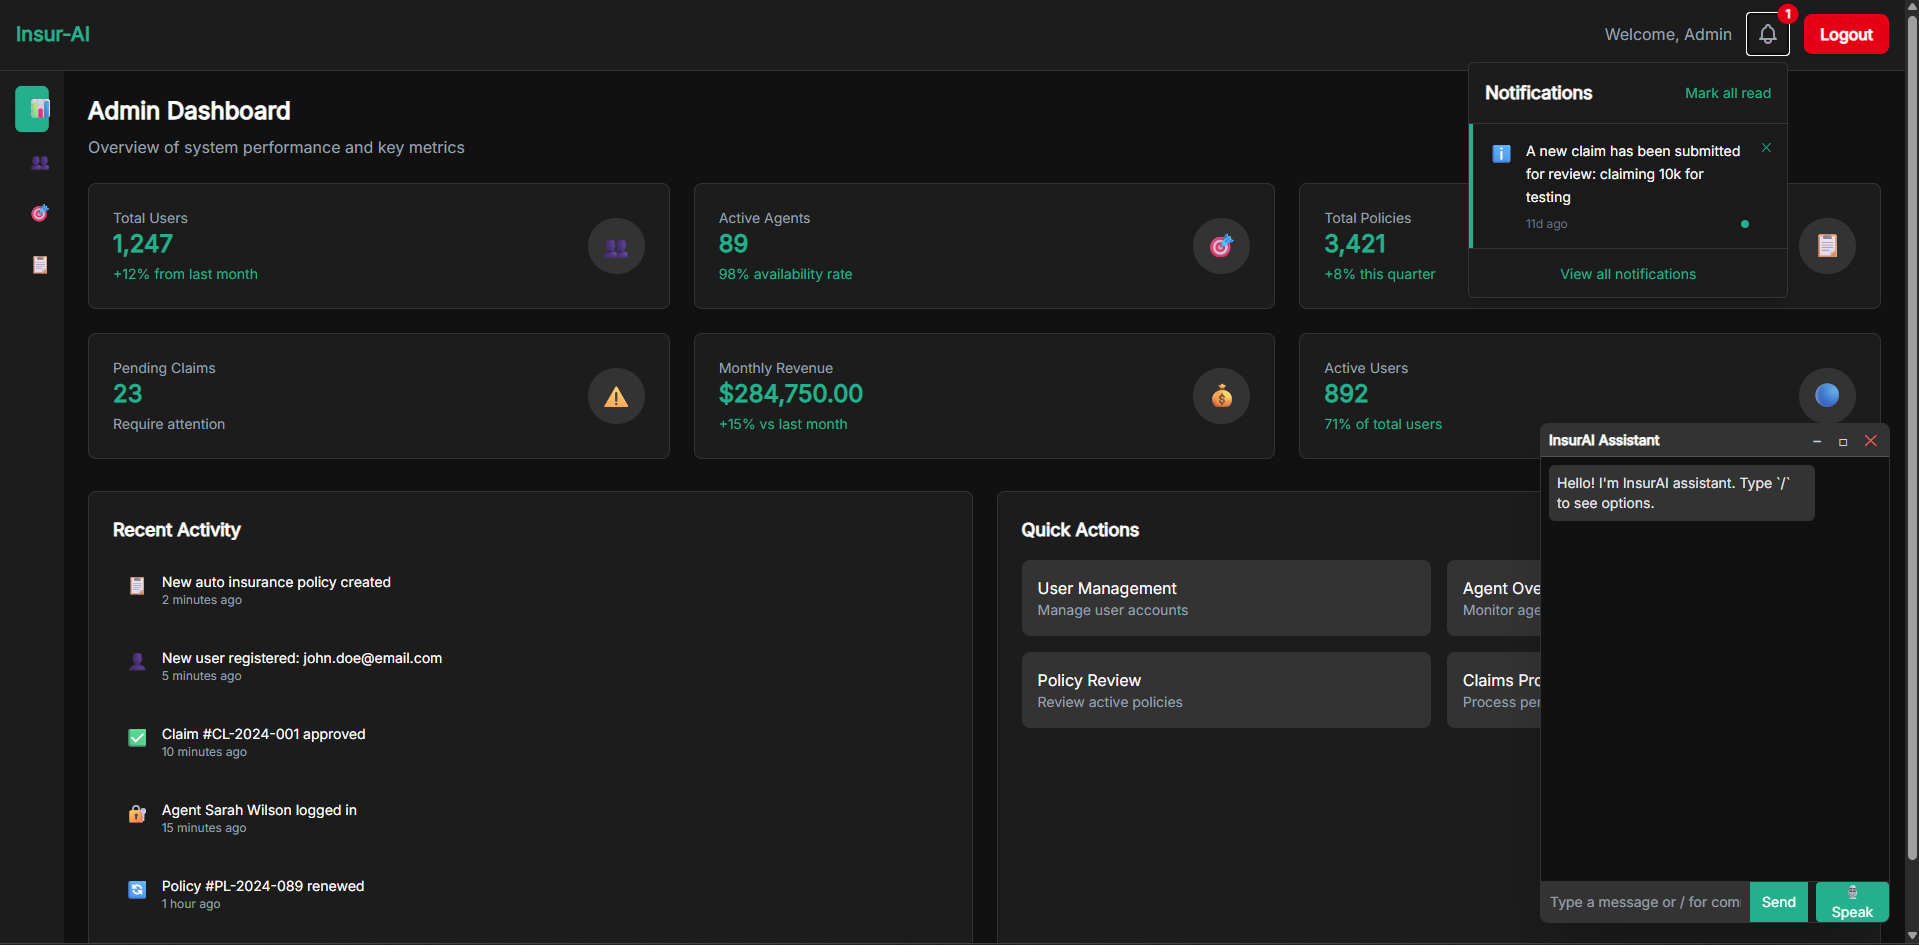 Insur-AI
Welcome, Admin
1
Logout
Admin Dashboard
Overview of system performance and key metrics
Notifications
Mark all read
A new claim has been submitted
for review: claiming 10k for
testing
11d ago
View all notifications
Total Users
1,247
+12% from last month
Active Agents
89
98% availability rate
Total Policies
3,421
+8% this quarter
Pending Claims
23
Require attention
Monthly Revenue
$284,750.00
+15% vs last month
Active Users
892
71% of total users
Recent Activity
New auto insurance policy created
2 minutes ago
New user registered: john.doe@email.com
5 minutes ago
Claim #CL-2024-001 approved
10 minutes ago
Agent Sarah Wilson logged in
15 minutes ago
Policy #PL-2024-089 renewed
1 hour ago
Quick Actions
User Management
Manage user accounts
Agent Ove
Monitor age
Policy Review
Review active policies
Claims Pro
Process per
InsurAI Assistant
Hello! I'm InsurAI assistant. Type `/`
to see options.
Type a message or / for com
Send
Speak